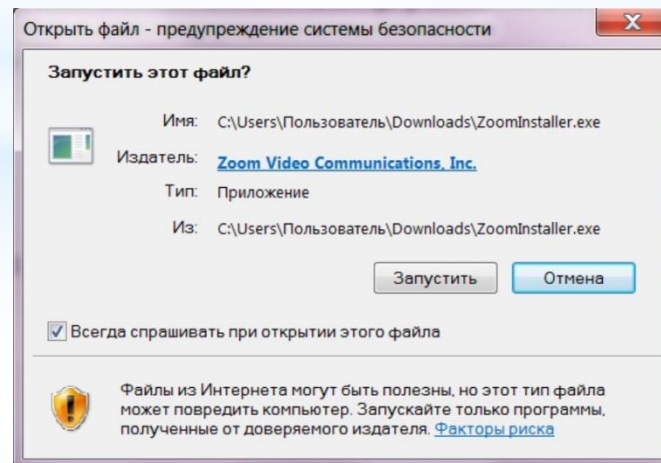 Открыть файл - предупреждение системы безопасности
X
Запустить этот файл?
Имя: C:\Users\Пользователь\Downloads\ZoomInstaller.exe
Издатель: Zoom Video Communications, Inc.
Тип: Приложение
Из: C:\Users\Пользователь\Downloads\ZoomInstaller.exe
Запустить Отмена
Всегда спрашивать при открытии этого файла
Файлы из Интернета могут быть полезны, но этот тип файла
может повредить компьютер. Запускайте только программы,
полученные от доверяемого издателя. Факторы риска